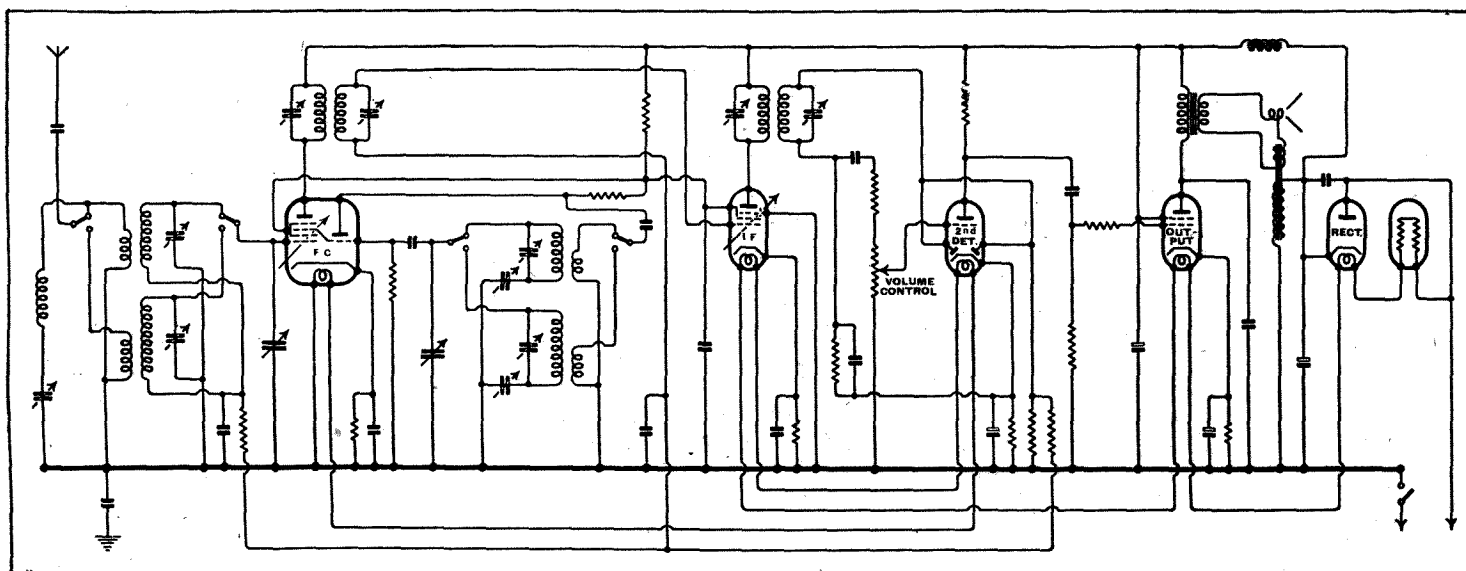 F C
I F
2nd
DET.
VOLUME
CONTROL
OUT-
PUT
RECT.